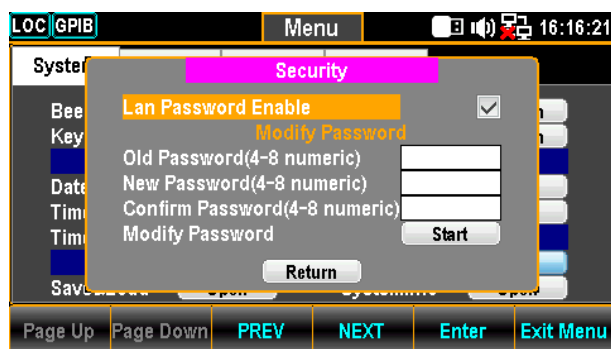 LOC GPIB Menu 16:16:21
Syste
Security
Bee Lan Password Enable
Key Modify Password
Old Password(4-8 numeric)
Date New Password(4-8 numeric)
Time Confirm Password(4-8 numeric)
Tim Modify Password Start
Return
Page Up Page Down PREV NEXT Enter Exit Menu